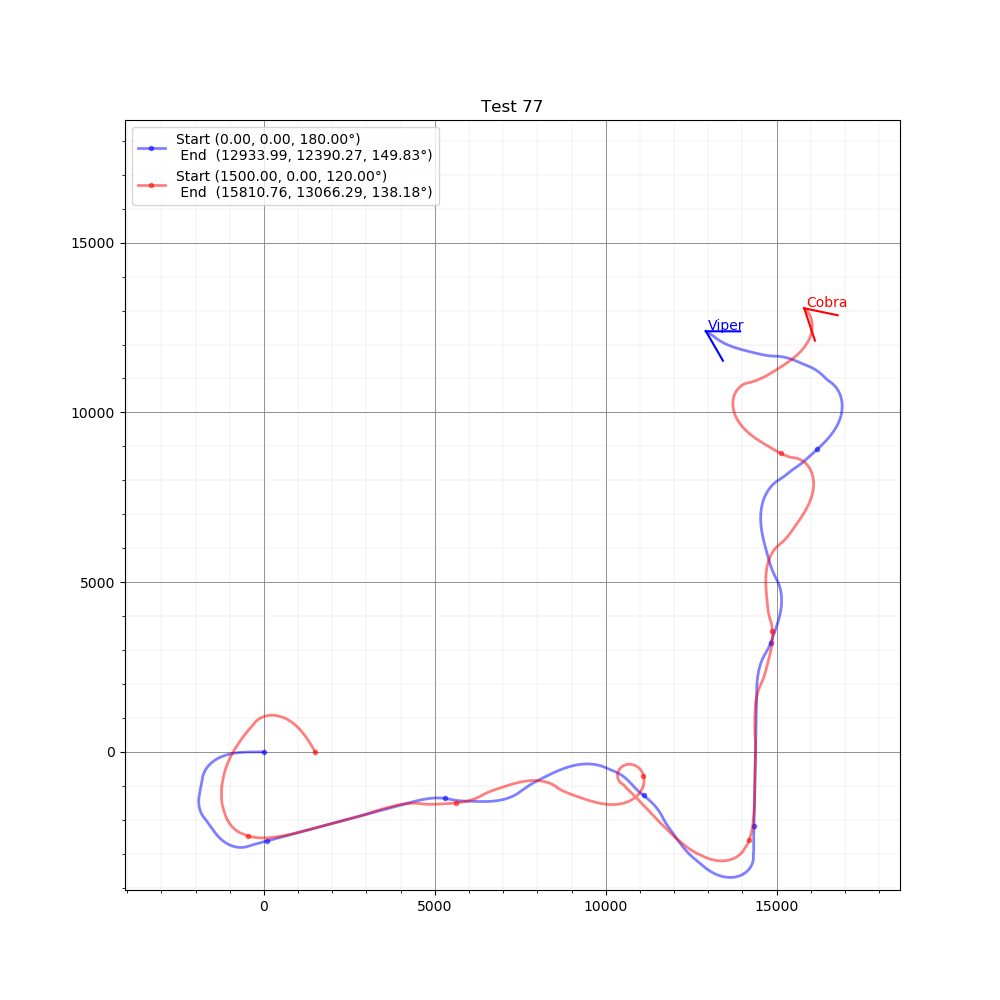 Test 77
Start (0.00, 0.00, 180.00°)
End (12933.99, 12390.27, 149.83°)
Start (1500.00, 0.00, 120.00°)
End (15810.76, 13066.29, 138.18°)
15000
Cobra
Viper
10000
5000
0
0
5000
10000
15000